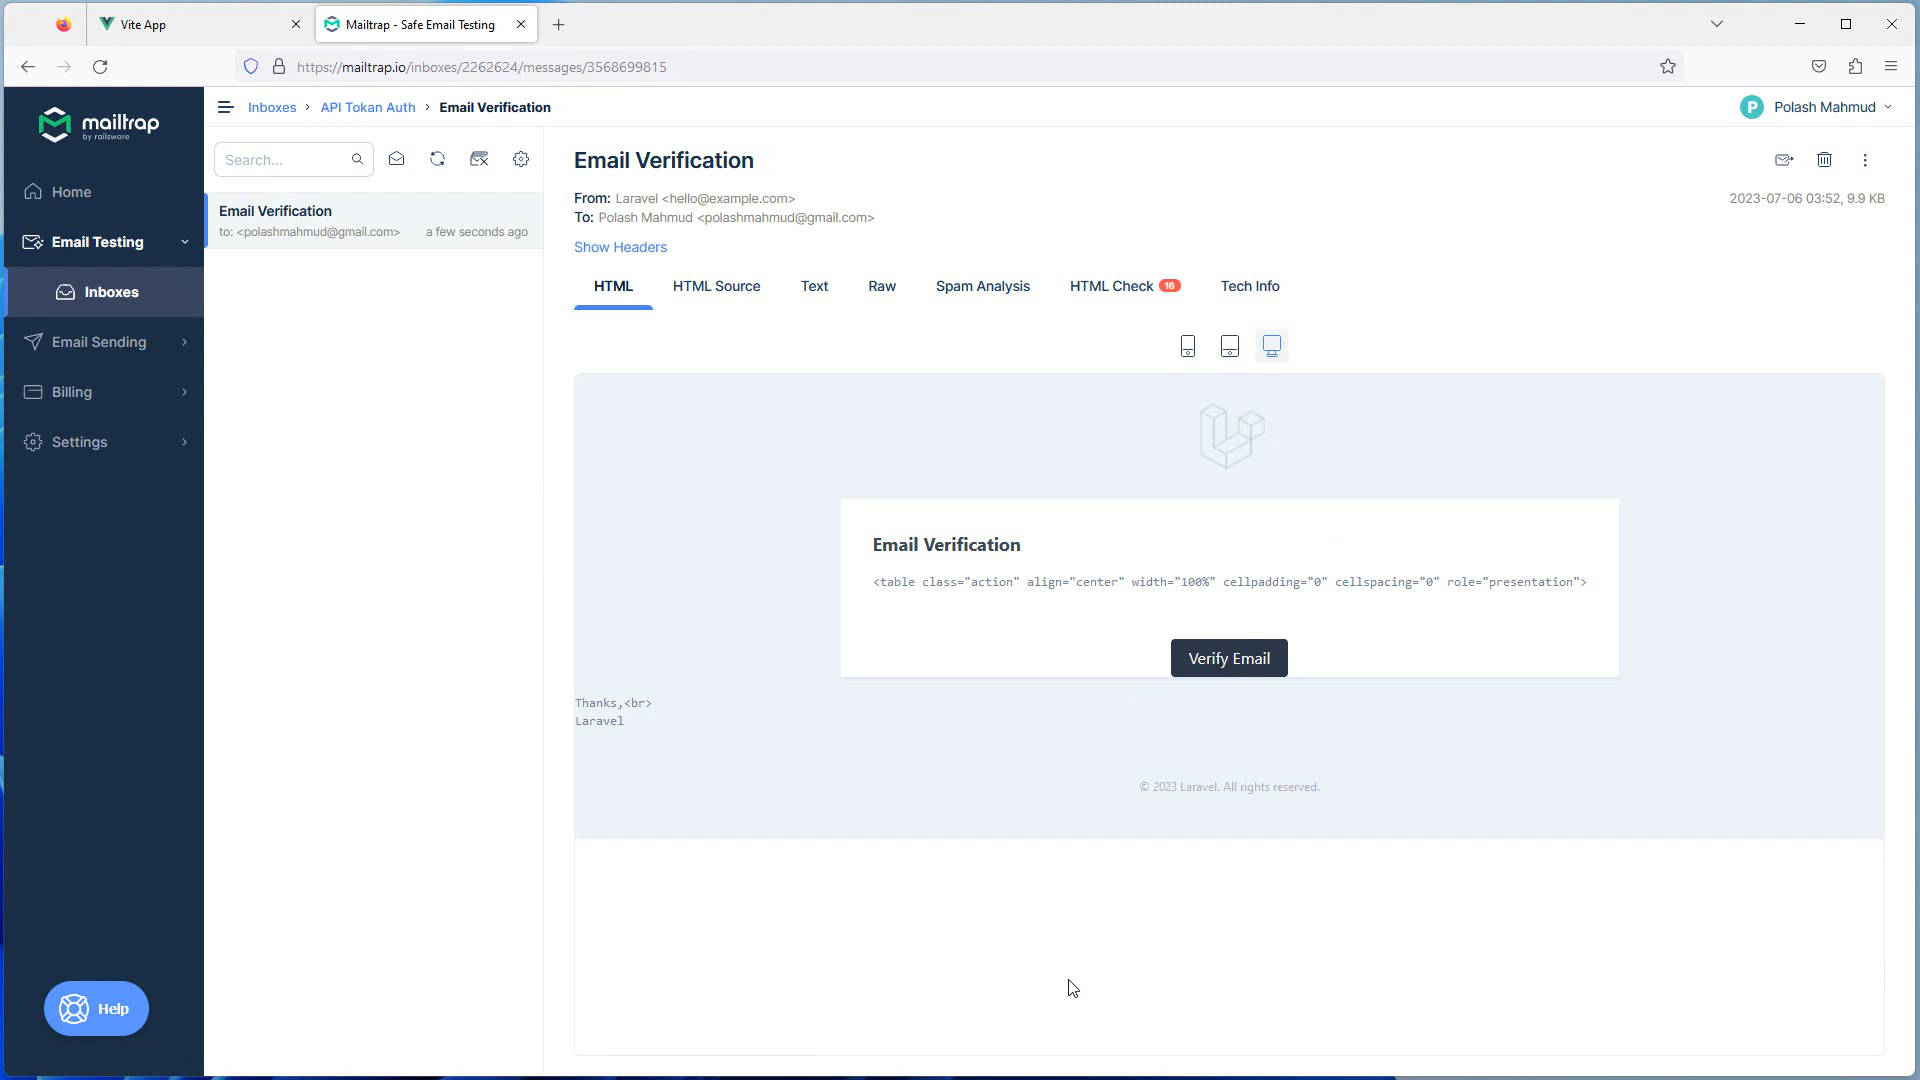 Vite App
Mailtrap - Safe Email Testing
https://mailtrap.io/inboxes/2262624/messages/3568699815
mailtrap
by railsware
Inboxes > API Tokan Auth > Email Verification
P Polash Mahmud
Search...
Home
Email Testing
Inboxes
Email Sending
Billing
Settings
Help
Email Verification
to: <polashmahmud@gmail.com> a few seconds ago
Email Verification
From: Laravel <hello@example.com>
2023-07-06 03:52, 9.9 KB
To: Polash Mahmud <polashmahmud@gmail.com>
Show Headers
HTML HTML Source Text Raw Spam Analysis HTML Check 16 Tech Info
Email Verification
<table class="action" align="center" width="100%" cellpadding="0" cellspacing="0" role="presentation">
Verify Email
Thanks,<br>
Laravel
© 2023 Laravel. All rights reserved.